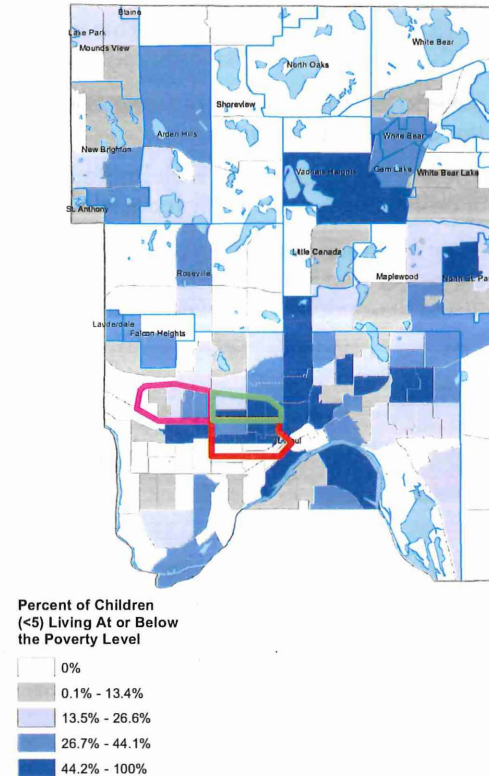 Blaine
Lake Park
Mounds View
White Bear
North Oaks
Shoreview
Arden Hills
White Bear
New Brighton
Vadnais Heights
Gem Lake
White Bear Lake
St. Anthony
Little Canada
Maplewood
North St. Pa
Roseville
Lauderdale
Falcon Heights
Percent of Children
(<5) Living At or Below
the Poverty Level
0%
0.1% - 13.4%
13.5% - 26.6%
26.7% - 44.1%
44.2% - 100%